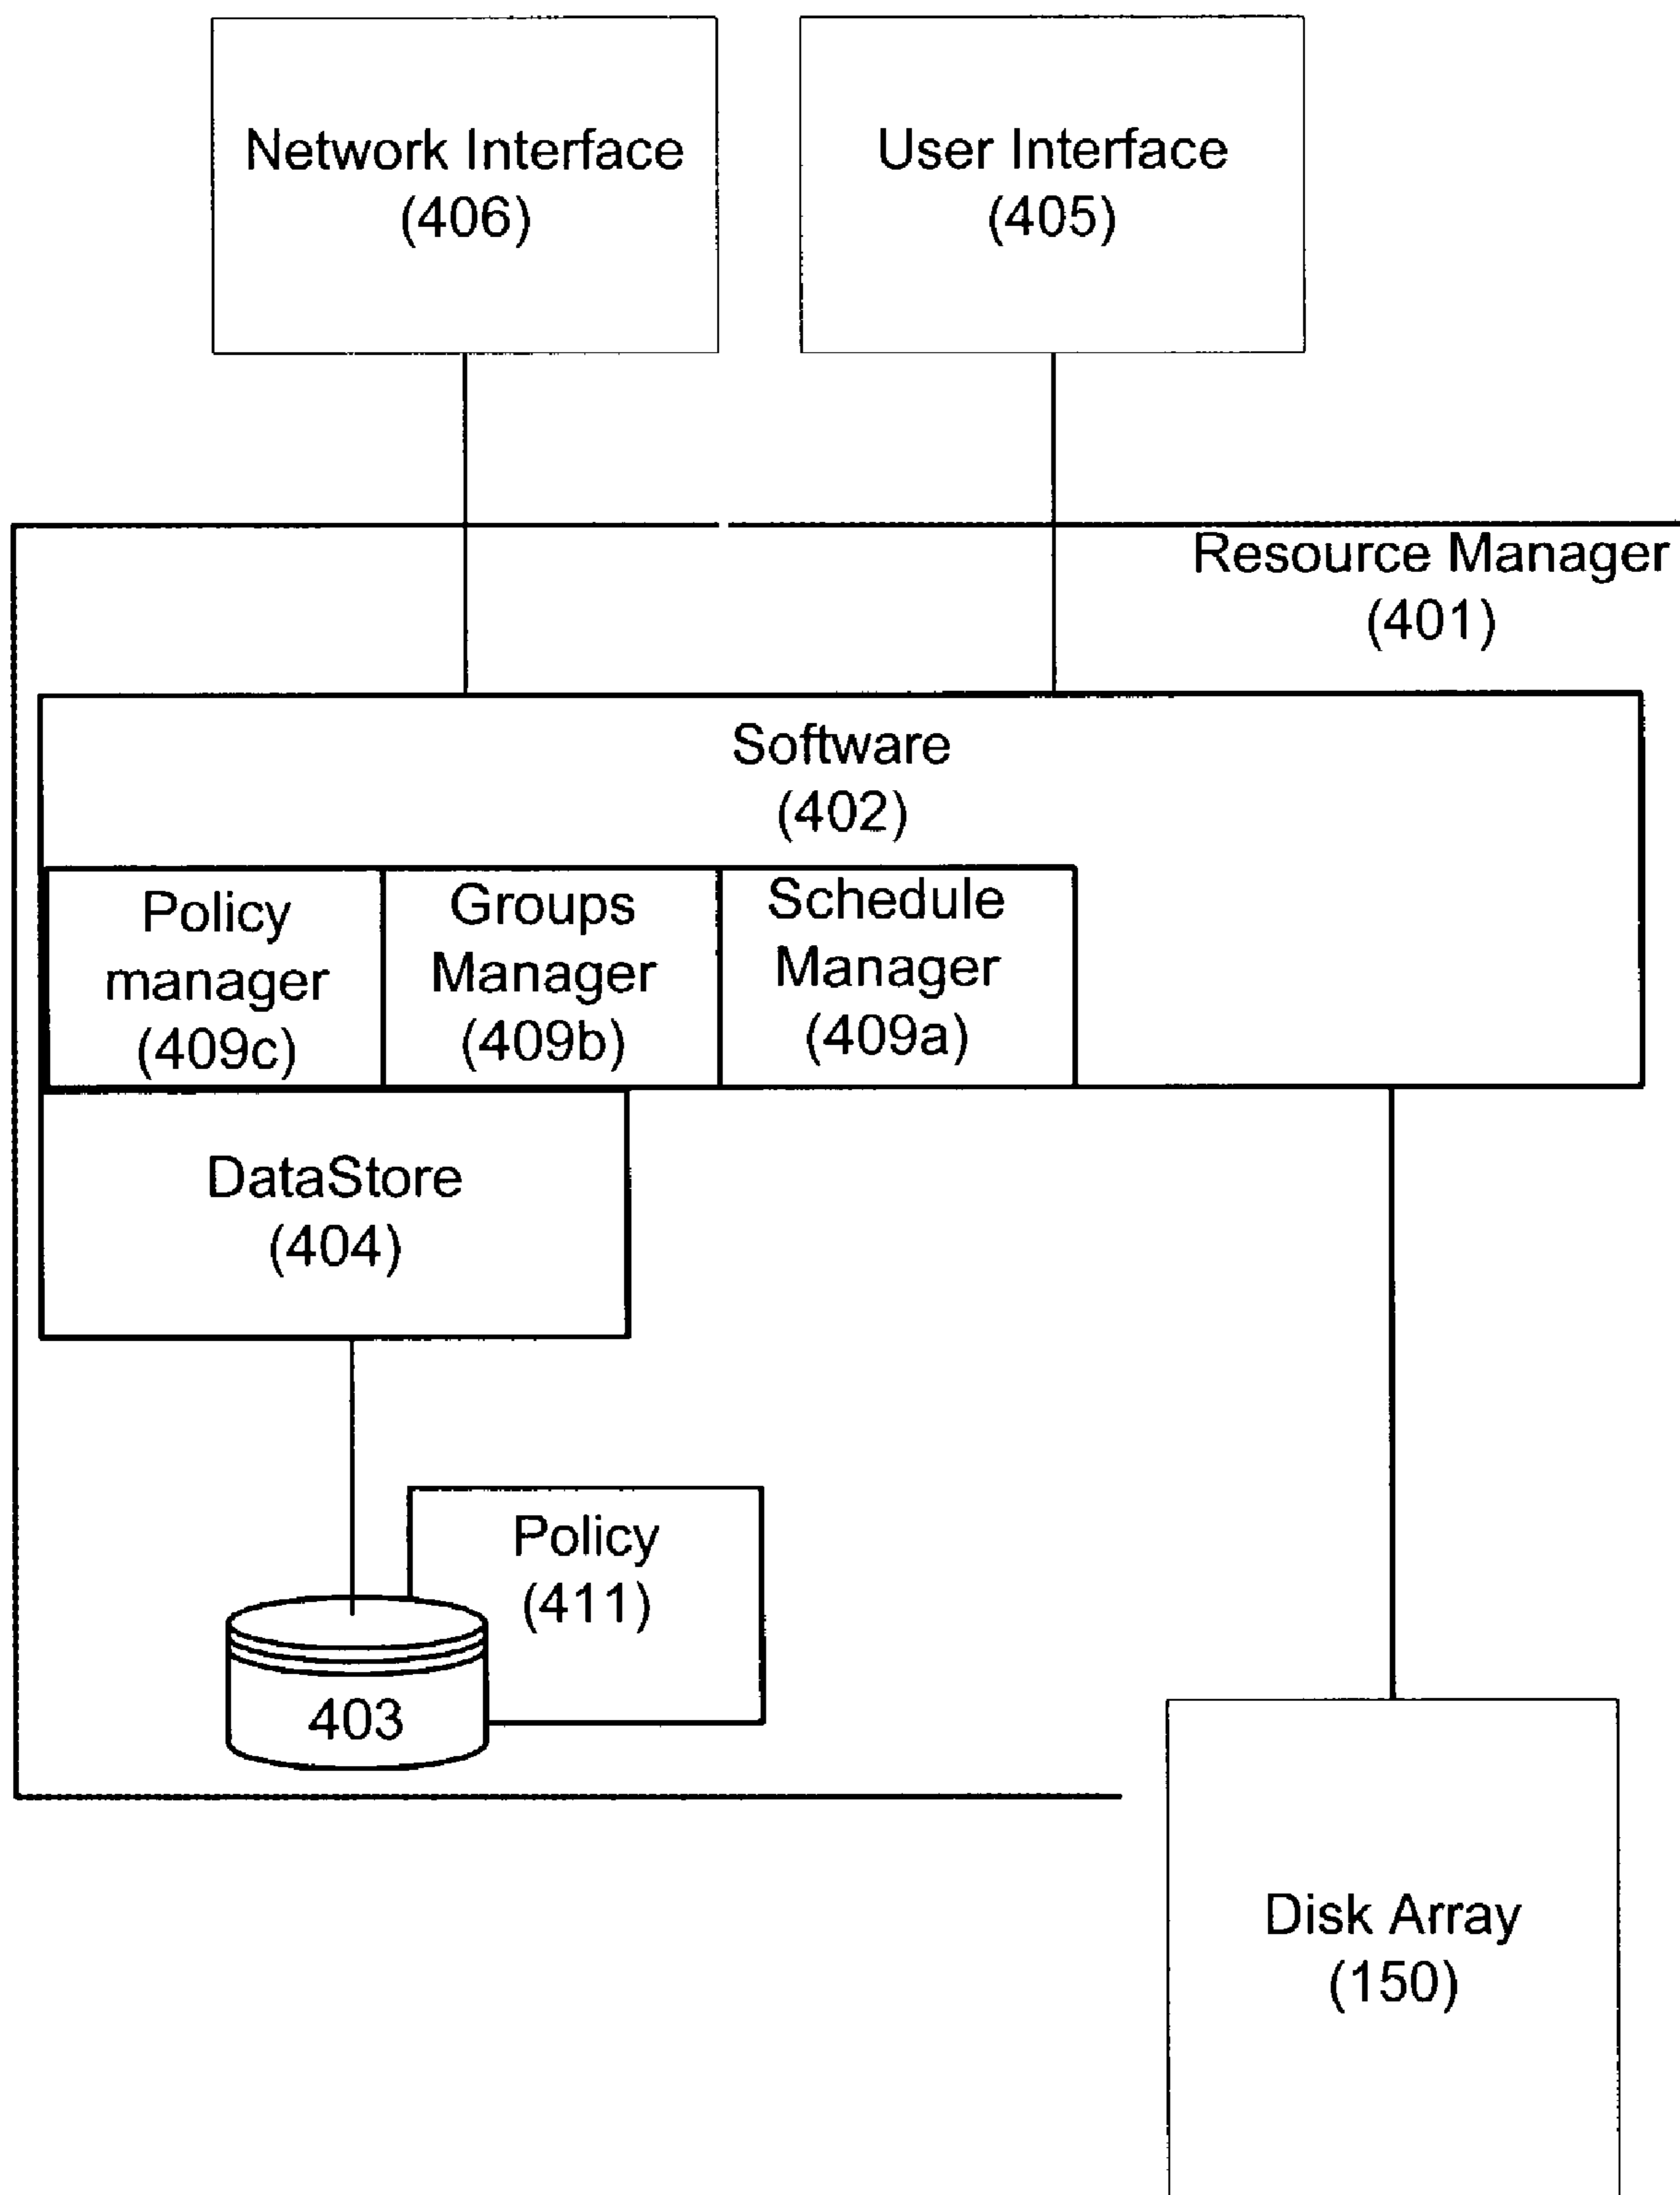 Network Interface
(406)
User Interface
(405)
Resource Manager
(401)
Software
(402)
Policy
manager
(409c)
Groups
Manager
(409b)
Schedule
Manager
(409a)
DataStore
(404)
Policy
(411)
403
Disk Array
(150)